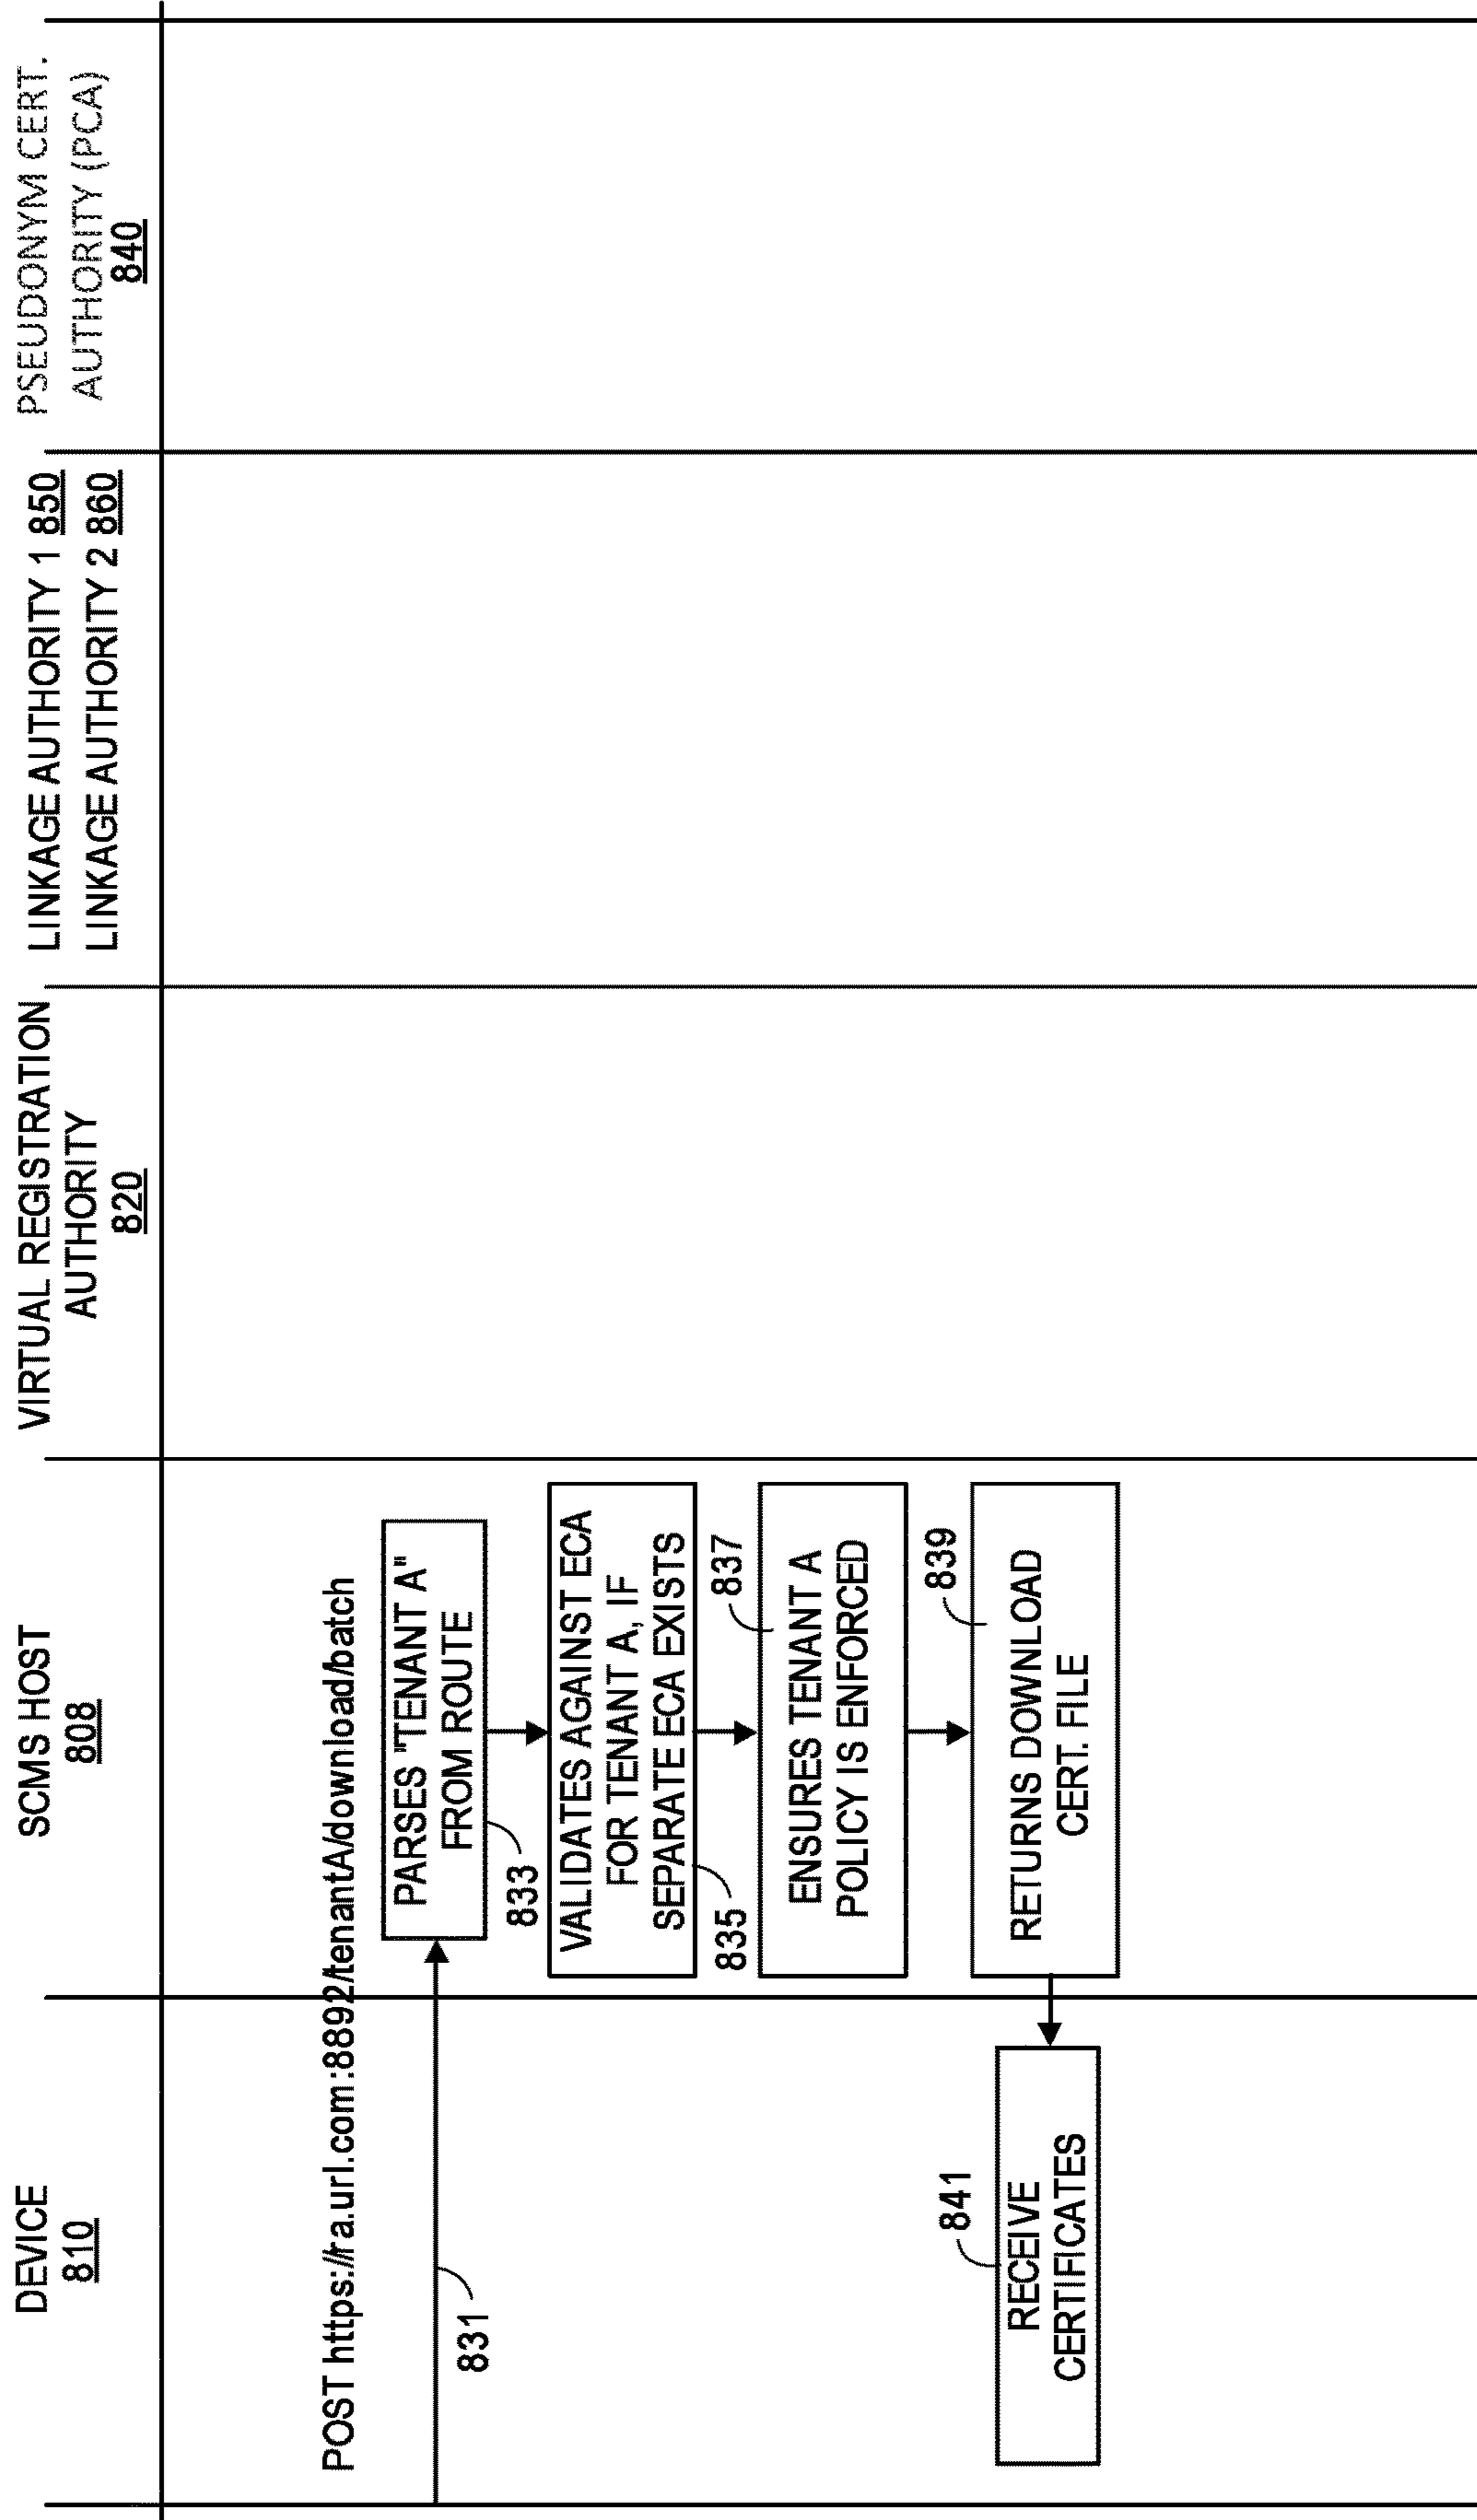 DEVICE
810
SCMS HOST
808
VIRTUAL REGISTRATION
AUTHORITY
820
LINKAGE AUTHORITY 1 850
LINKAGE AUTHORITY 2 860
PSEUDONYM CERT.
AUTHORITY (PCA)
840
POST https://ra.url.com:8892/tenantA/download/batch
831
PARSES "TENANT A"
FROM ROUTE
833
VALIDATES AGAINST ECA
FOR TENANT A, IF
SEPARATE ECA EXISTS
835
837
ENSURES TENANT A
POLICY IS ENFORCED
839
RETURNS DOWNLOAD
CERT. FILE
841
RECEIVE
CERTIFICATES